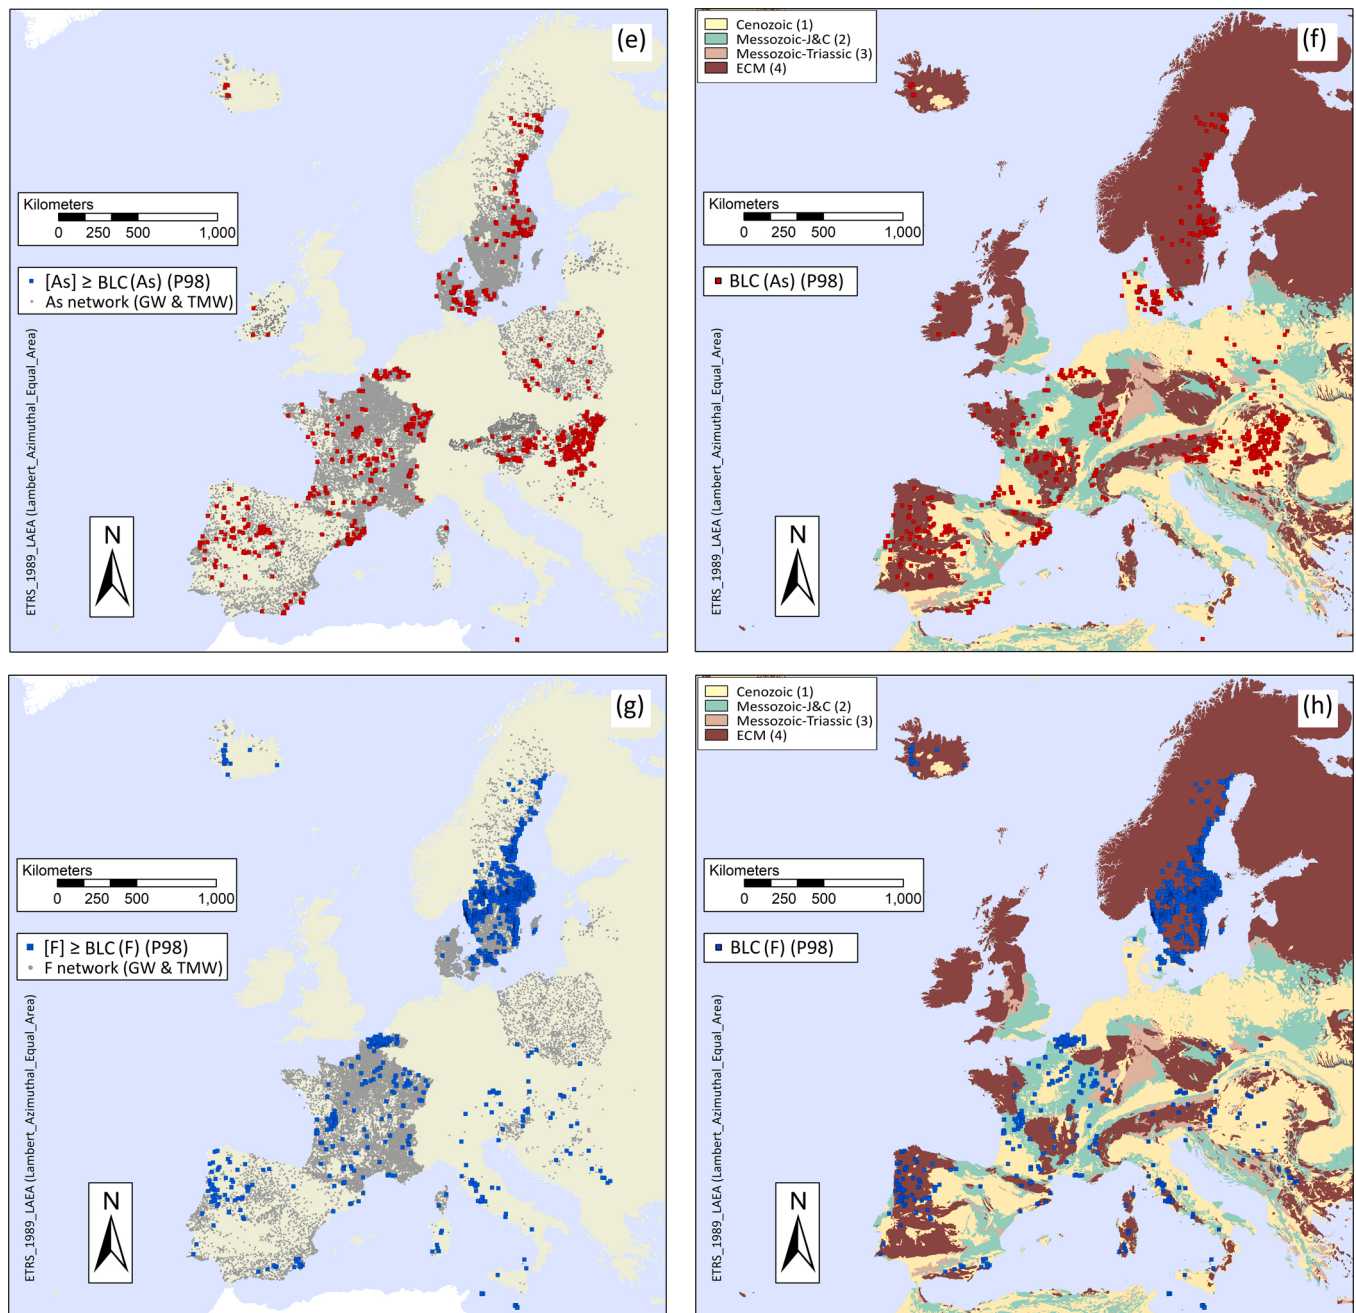 (e)
Kilometers
0 250 500 1,000
[As] ≥ BLC (As) (P98)
As network (GW & TMW)
ETRS_1989_LAEA (Lambert_Azimuthal_Equal_Area)
N
(f)
Cenozoic (1)
Messozoic-J&C (2)
Messozoic-Triassic (3)
ECM (4)
Kilometers
0 250 500 1,000
BLC (As) (P98)
ETRS_1989_LAEA (Lambert_Azimuthal_Equal_Area)
N
(g)
Kilometers
0 250 500 1,000
[F] ≥ BLC (F) (P98)
F network (GW & TMW)
ETRS_1989_LAEA (Lambert_Azimuthal_Equal_Area)
N
(h)
Cenozoic (1)
Messozoic-J&C (2)
Messozoic-Triassic (3)
ECM (4)
Kilometers
0 250 500 1,000
BLC (F) (P98)
ETRS_1989_LAEA (Lambert_Azimuthal_Equal_Area)
N